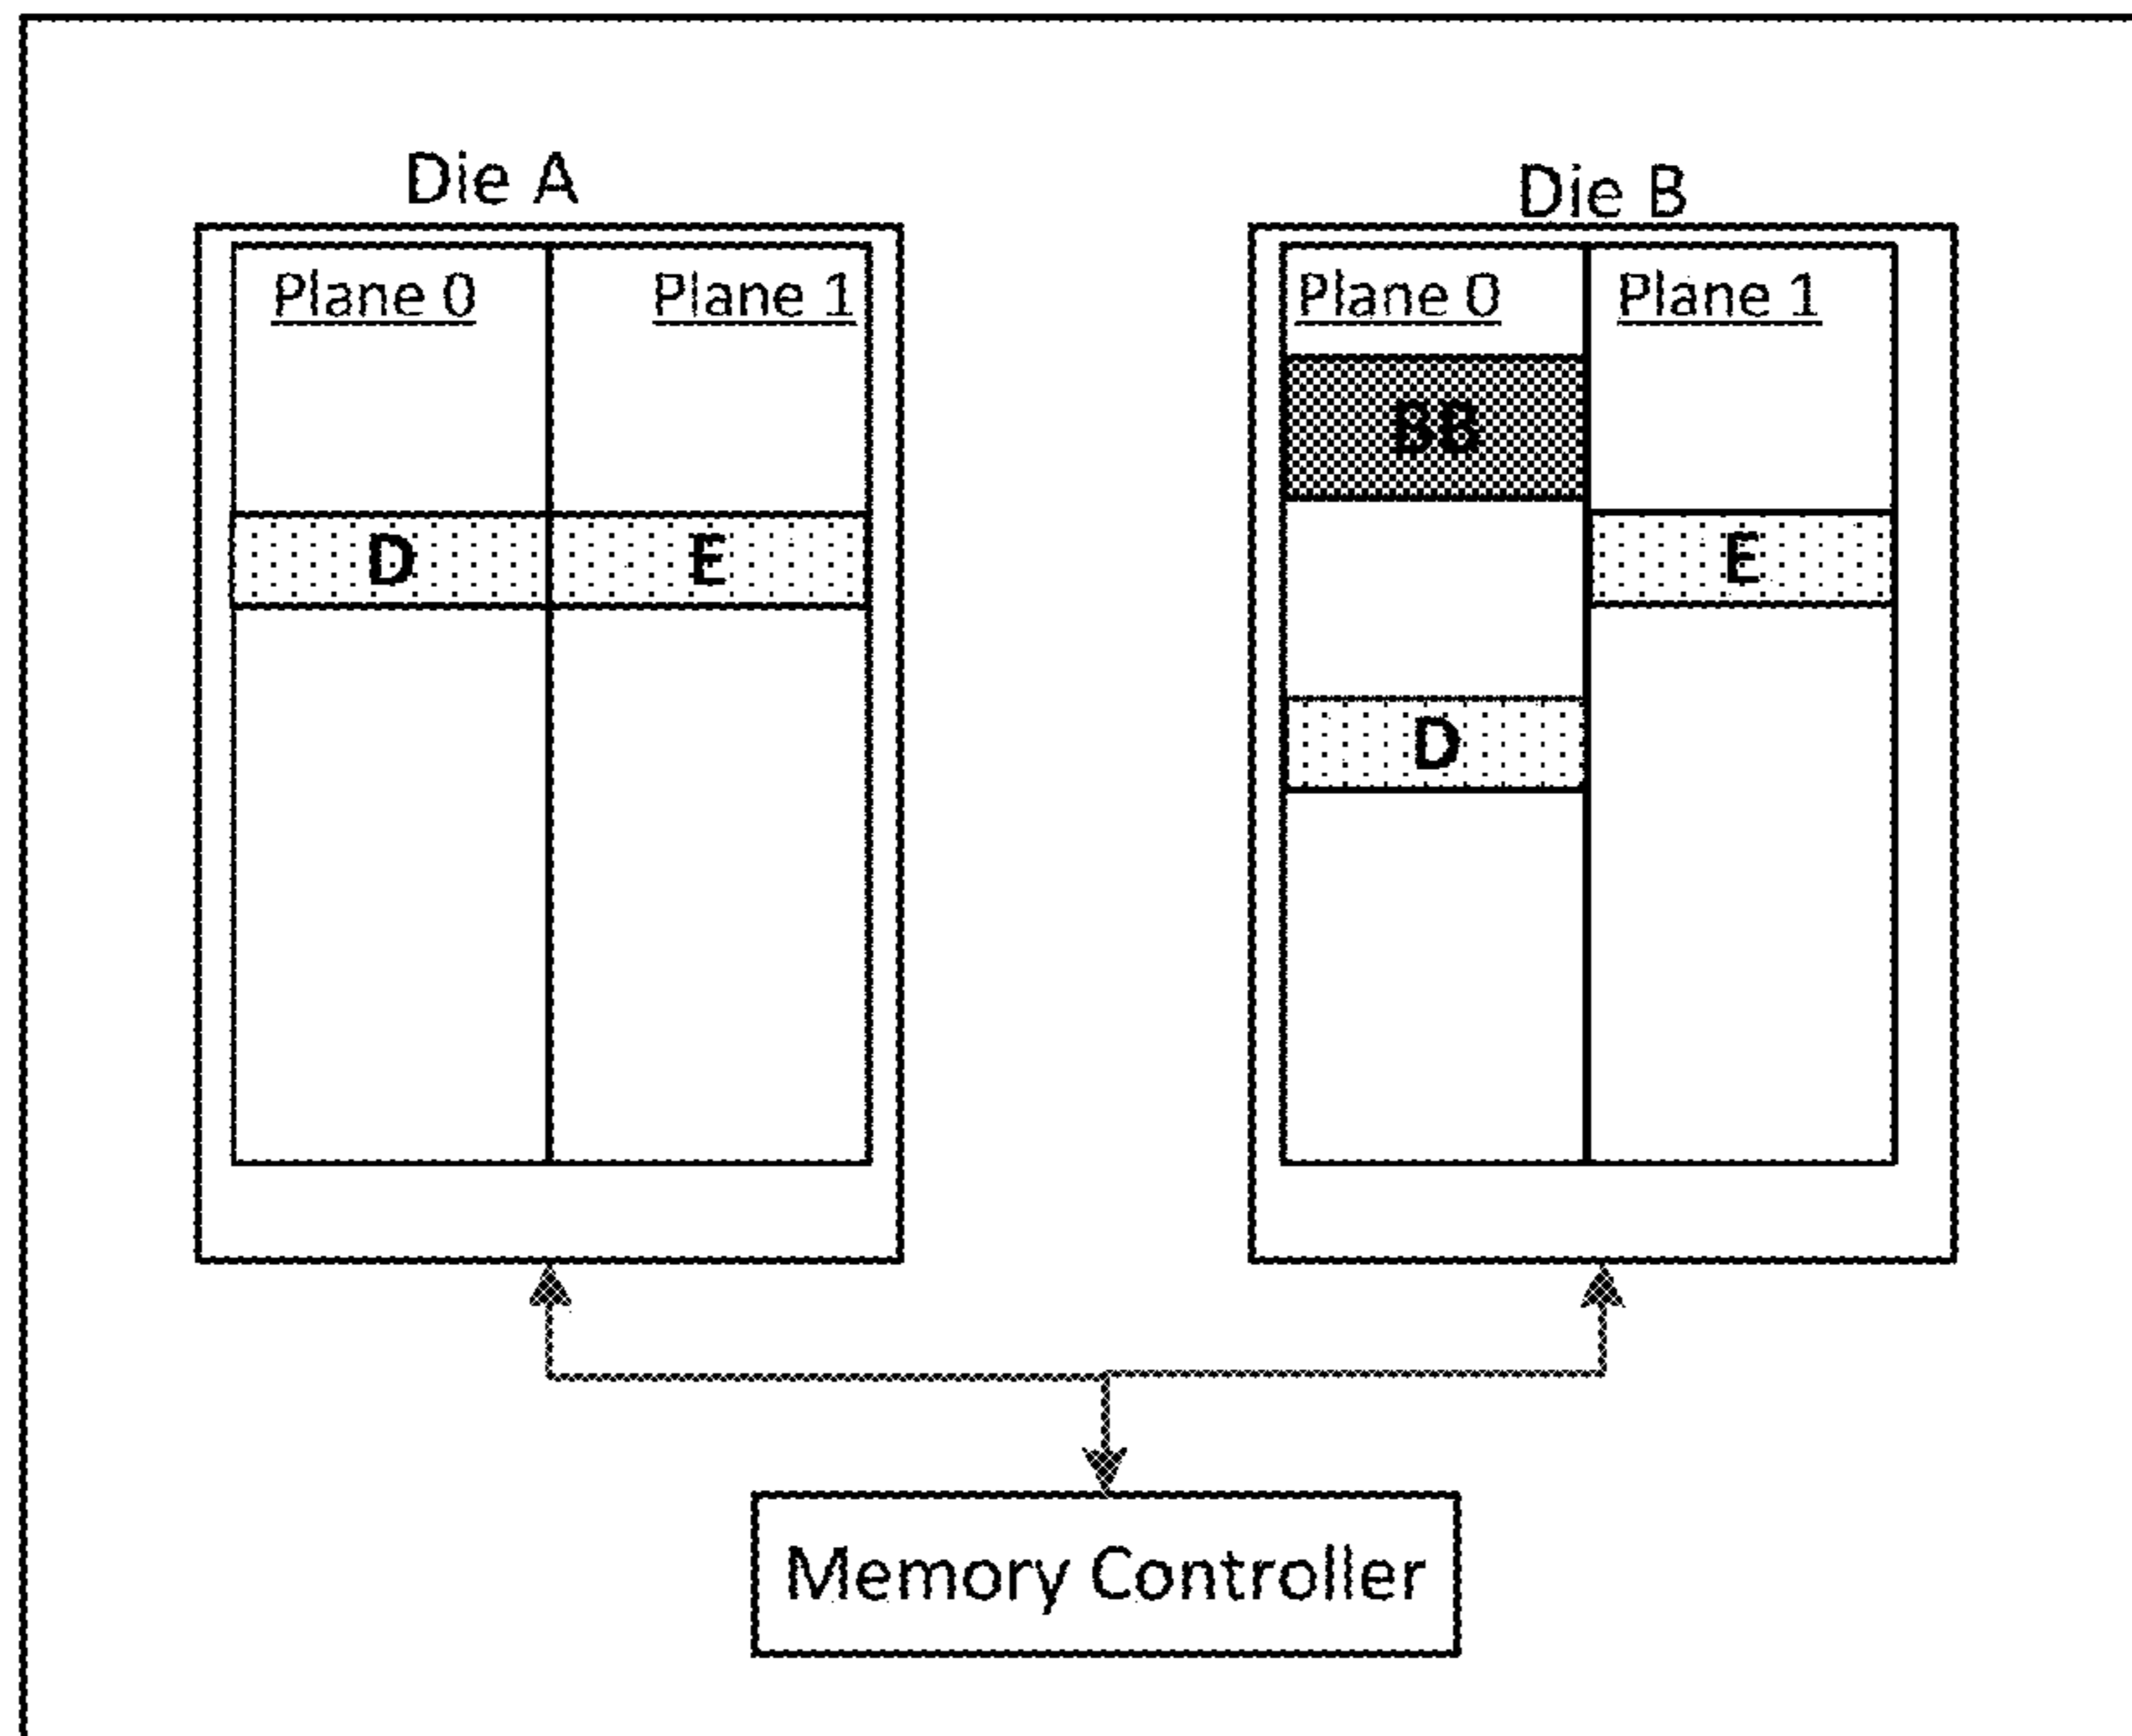 Die A
Die B
Plane 0
Plane 1
Plane 0
Plane 1
BB
D
E
E
D
Memory Controller